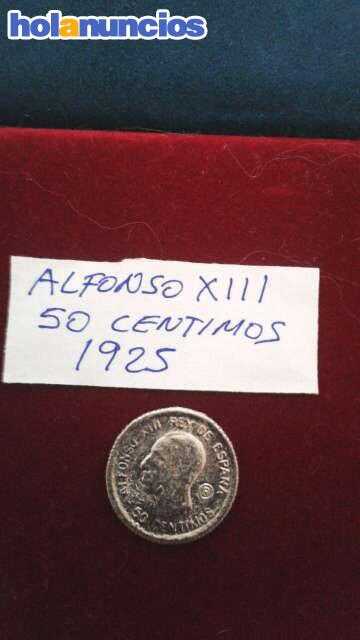 holanuncios
ALFONSO XIII
50 CENTIMOS
1925
ALFONSO XIII REY DE ESPAÑA
50 CENTIMOS